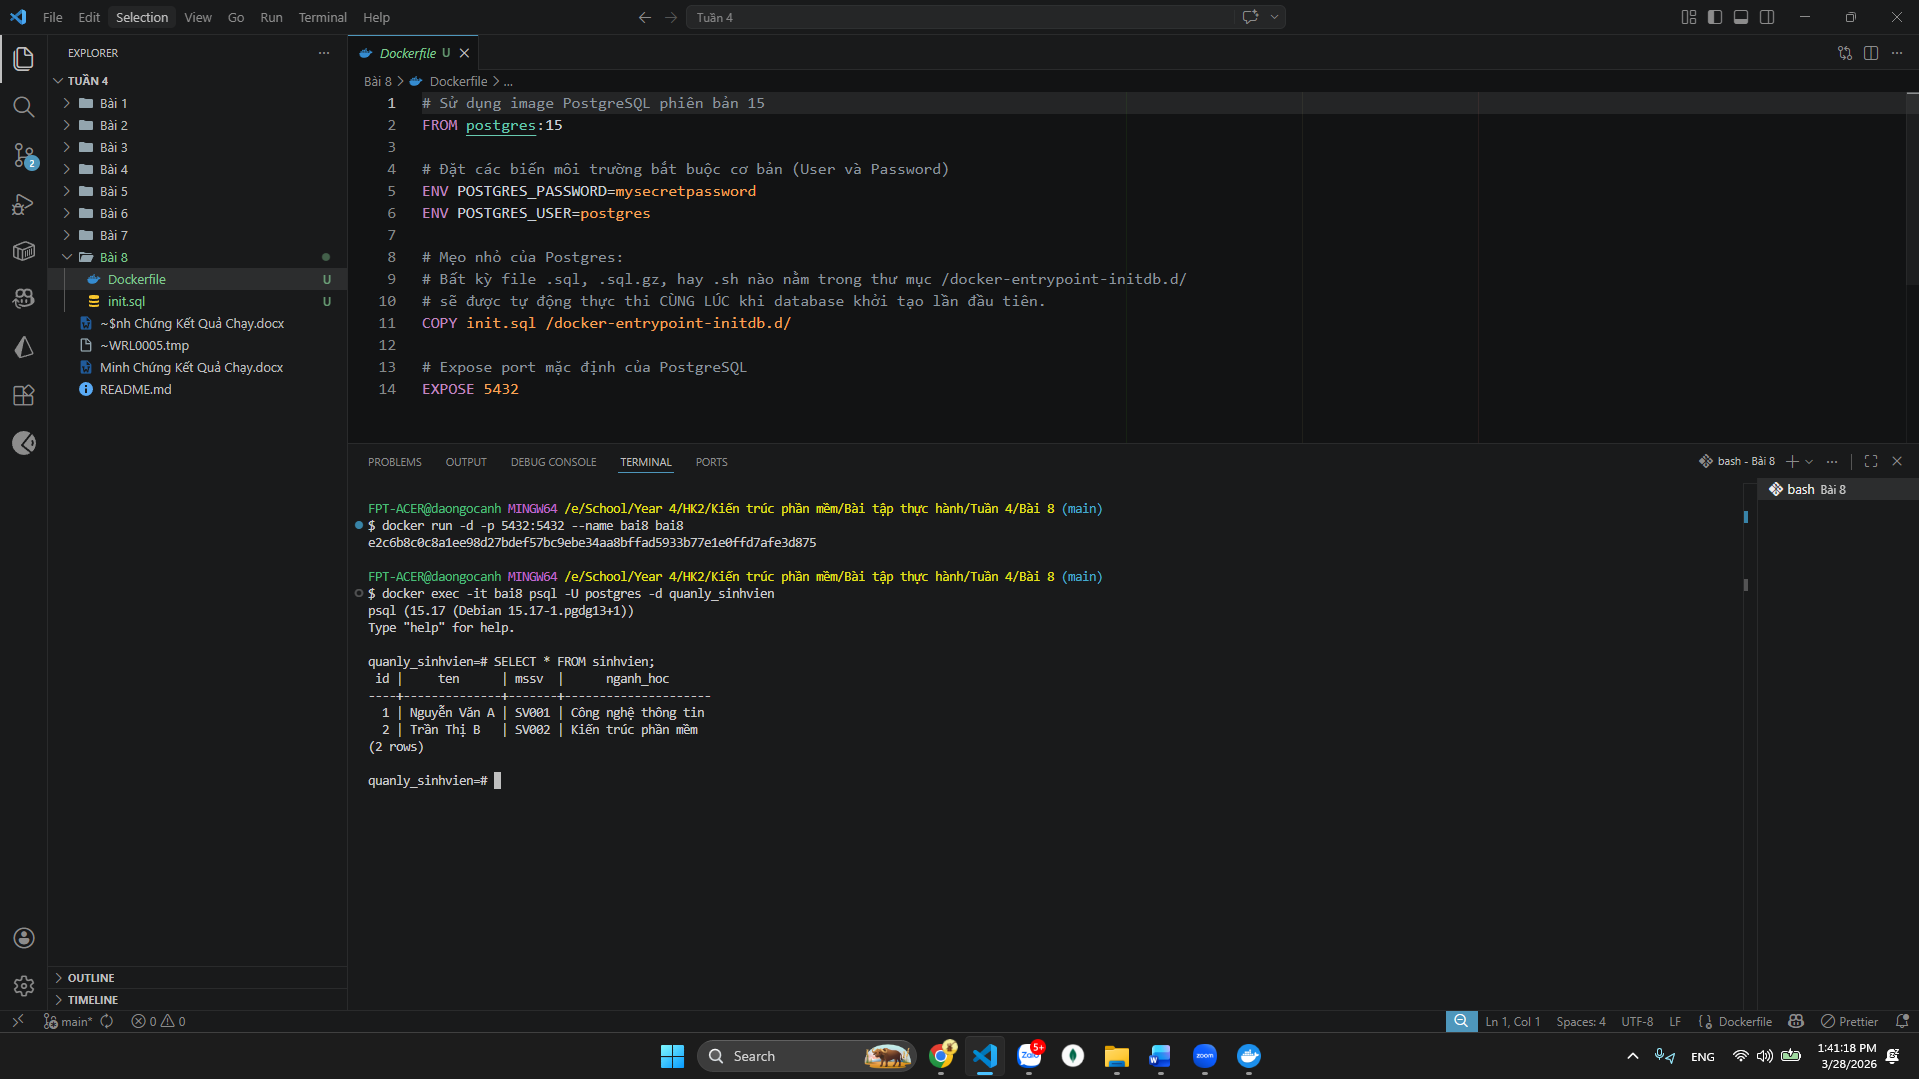 File Edit Selection View Go Run Terminal Help
Tuần 4
EXPLORER
TUẦN 4
Bài 1
Bài 2
Bài 3
Bài 4
Bài 5
Bài 6
Bài 7
Bài 8
Dockerfile U
init.sql U
~$nh Chứng Kết Quả Chạy.docx
~WRL0005.tmp
Minh Chứng Kết Quả Chạy.docx
README.md
OUTLINE
TIMELINE
2
Dockerfile U
Bài 8 > Dockerfile > ...
1 # Sử dụng image PostgreSQL phiên bản 15
2 FROM postgres:15
3
4 # Đặt các biến môi trường bắt buộc cơ bản (User và Password)
5 ENV POSTGRES_PASSWORD=mysecretpassword
6 ENV POSTGRES_USER=postgres
7
8 # Mẹo nhỏ của Postgres:
9 # Bất kỳ file .sql, .sql.gz, hay .sh nào nằm trong thư mục /docker-entrypoint-initdb.d/
10 # sẽ được tự động thực thi CÙNG LÚC khi database khởi tạo lần đầu tiên.
11 COPY init.sql /docker-entrypoint-initdb.d/
12
13 # Expose port mặc định của PostgreSQL
14 EXPOSE 5432
PROBLEMS OUTPUT DEBUG CONSOLE TERMINAL PORTS
bash - Bài 8
bash Bài 8
FPT-ACER@daongocanh MINGW64 /e/School/Year 4/HK2/Kiến trúc phần mềm/Bài tập thực hành/Tuần 4/Bài 8 (main)
$ docker run -d -p 5432:5432 --name bai8 bai8
e2c6b8c0c8a1ee98d27bdef57bc9ebe34aa8bffad5933b77e1e0ffd7afe3d875
FPT-ACER@daongocanh MINGW64 /e/School/Year 4/HK2/Kiến trúc phần mềm/Bài tập thực hành/Tuần 4/Bài 8 (main)
$ docker exec -it bai8 psql -U postgres -d quanly_sinhvien
psql (15.17 (Debian 15.17-1.pgdg13+1))
Type "help" for help.
quanly_sinhvien=# SELECT * FROM sinhvien;
id | ten | mssv | nganh_hoc
----+--------------+-------+---------------------
1 | Nguyễn Văn A | SV001 | Công nghệ thông tin
2 | Trần Thị B | SV002 | Kiến trúc phần mềm
(2 rows)
quanly_sinhvien=#
main* 0 0
Ln 1, Col 1 Spaces: 4 UTF-8 LF Dockerfile Prettier
Search
5+
Zalo
zoom
ENG
1:41:18 PM
3/28/2026